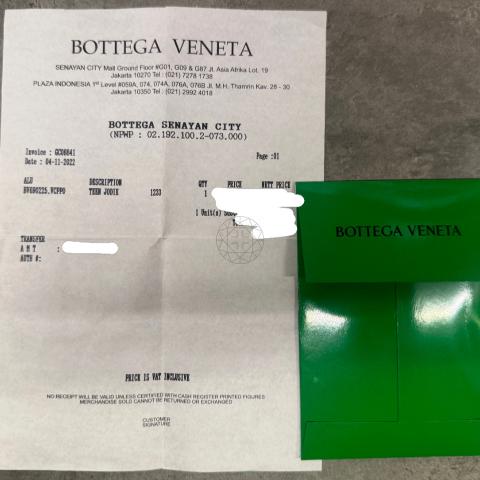 BOTTEGA VENETA
SENAYAN CITY Mall Ground Floor #G01, G09 & G87 Jl. Asia Afrika Lot. 19
Jakarta 10270 Tel : (021) 7278 1738
PLAZA INDONESIA 1st Level #059A, 074, 074A, 076A, 076B Jl. M.H. Thamrin Kav. 28 - 30
Jakarta 10350 Tel : (021) 2992 4018
BOTTEGA SENAYAN CITY
(NPWP : 02.192.100.2-073.000)
Invoice : GC06841
Date : 04-11-2022
Page :01
ALU DESCRIPTION QTY PRICE NETT PRICE
BV690225.VCPP0 TEEN JODIE 1233 1
1 Unit(s)
TRANSFER
A M T :
AUTH #:
PRICE IS VAT INCLUSIVE
NO RECEIPT WILL BE VALID UNLESS CERTIFIED WITH CASH REGISTER PRINTED FIGURES
MERCHANDISE SOLD CANNOT BE RETURNED OR EXCHANGED
CUSTOMER
SIGNATURE
BOTTEGA VENETA